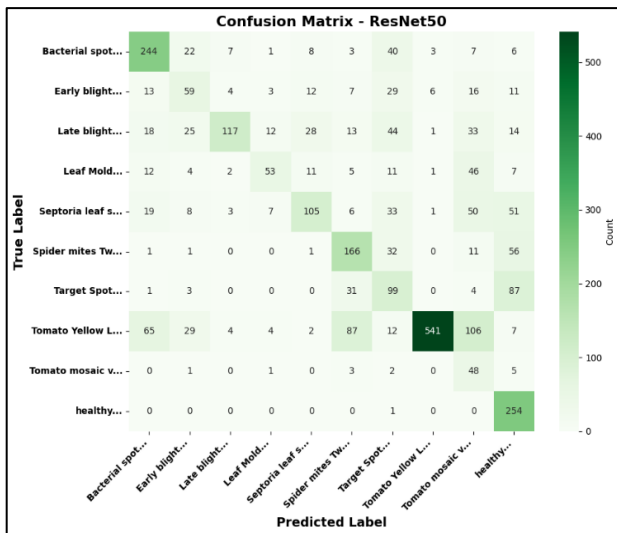 Confusion Matrix - ResNet50
True Label
Bacterial spot... 244 22 7 1 8 3 40 3 7 6
Early blight... 13 59 4 3 12 7 29 6 16 11
Late blight... 18 25 117 12 28 13 44 1 33 14
Leaf Mold... 12 4 2 53 11 5 11 1 46 7
Septoria leaf s... 19 8 3 7 105 6 33 1 50 51
Spider mites Tw... 1 1 0 0 1 166 32 0 11 56
Target Spot... 1 3 0 0 0 31 99 0 4 87
Tomato Yellow L... 65 29 4 4 2 87 12 541 106 7
Tomato mosaic v... 0 1 0 1 0 3 2 0 48 5
healthy... 0 0 0 0 0 0 1 0 0 254
Bacterial spot...
Early blight...
Late blight...
Leaf Mold...
Septoria leaf s...
Spider mites Tw...
Target Spot...
Tomato Yellow L...
Tomato mosaic v...
healthy...
Predicted Label
500
400
300
200
100
0
Count